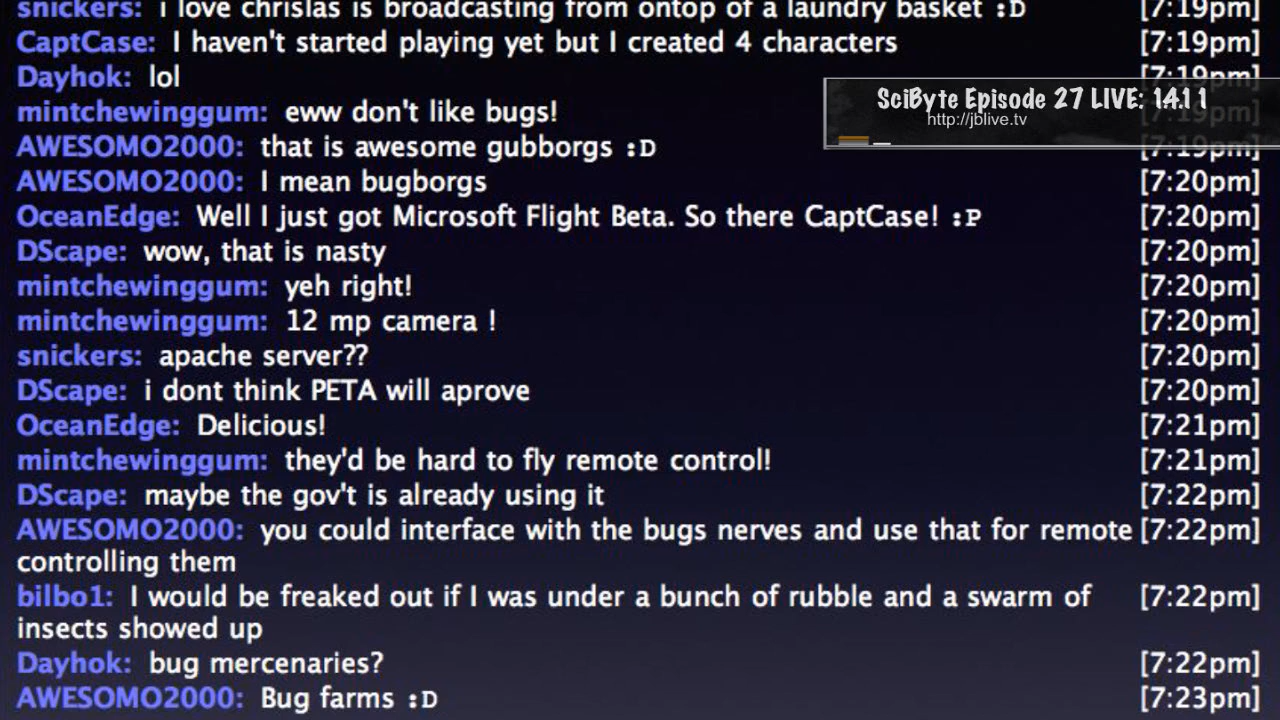 snickers: i love chrislas is broadcasting from ontop of a laundry basket :D [7:19pm]
CaptCase: I haven't started playing yet but I created 4 characters [7:19pm]
Dayhok: lol [7:19pm]
SciByte Episode 27 LIVE: 14.11
http://jblive.tv
mintchewinggum: eww don't like bugs! [7:19pm]
AWESOMO2000: that is awesome gubborgs :D [7:19pm]
AWESOMO2000: I mean bugborgs [7:20pm]
OceanEdge: Well I just got Microsoft Flight Beta. So there CaptCase! :P [7:20pm]
DScape: wow, that is nasty [7:20pm]
mintchewinggum: yeh right! [7:20pm]
mintchewinggum: 12 mp camera ! [7:20pm]
snickers: apache server?? [7:20pm]
DScape: i dont think PETA will aprove [7:20pm]
OceanEdge: Delicious! [7:21pm]
mintchewinggum: they'd be hard to fly remote control! [7:21pm]
DScape: maybe the gov't is already using it [7:22pm]
AWESOMO2000: you could interface with the bugs nerves and use that for remote [7:22pm]
controlling them
bilbo1: I would be freaked out if I was under a bunch of rubble and a swarm of [7:22pm]
insects showed up
Dayhok: bug mercenaries? [7:22pm]
AWESOMO2000: Bug farms :D [7:23pm]